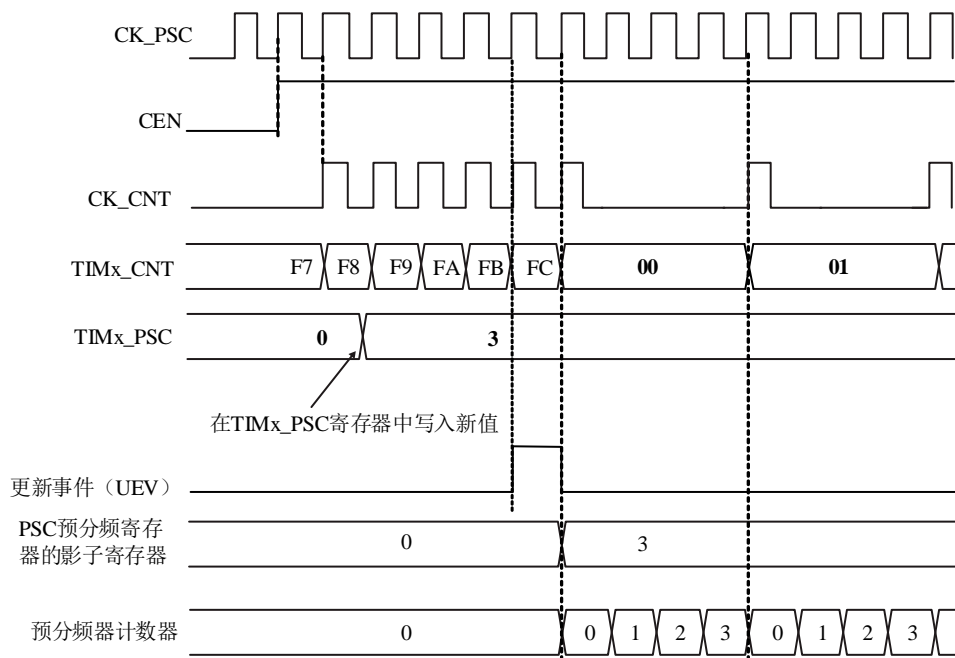 CK_PSC
CEN
CK_CNT
TIMx_CNT F7 F8 F9 FA FB FC 00 01
TIMx_PSC 0 3
在TIMx_PSC寄存器中写入新值
更新事件（UEV）
PSC预分频寄存
器的影子寄存器
0 3
预分频器计数器 0 0 1 2 3 0 1 2 3